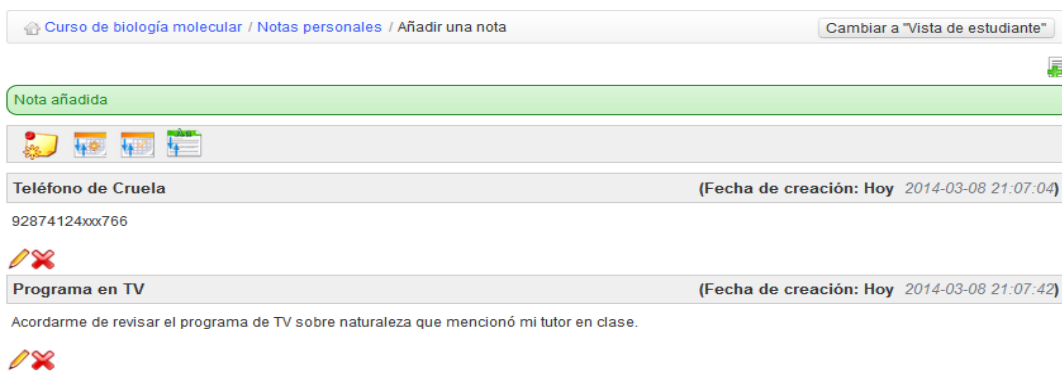 Curso de biología molecular / Notas personales / Añadir una nota Cambiar a "Vista de estudiante"
Nota añadida
Teléfono de Cruela (Fecha de creación: Hoy 2014-03-08 21:07:04)
92874124xxx766
Programa en TV (Fecha de creación: Hoy 2014-03-08 21:07:42)
Acordarme de revisar el programa de TV sobre naturaleza que mencionó mi tutor en clase.